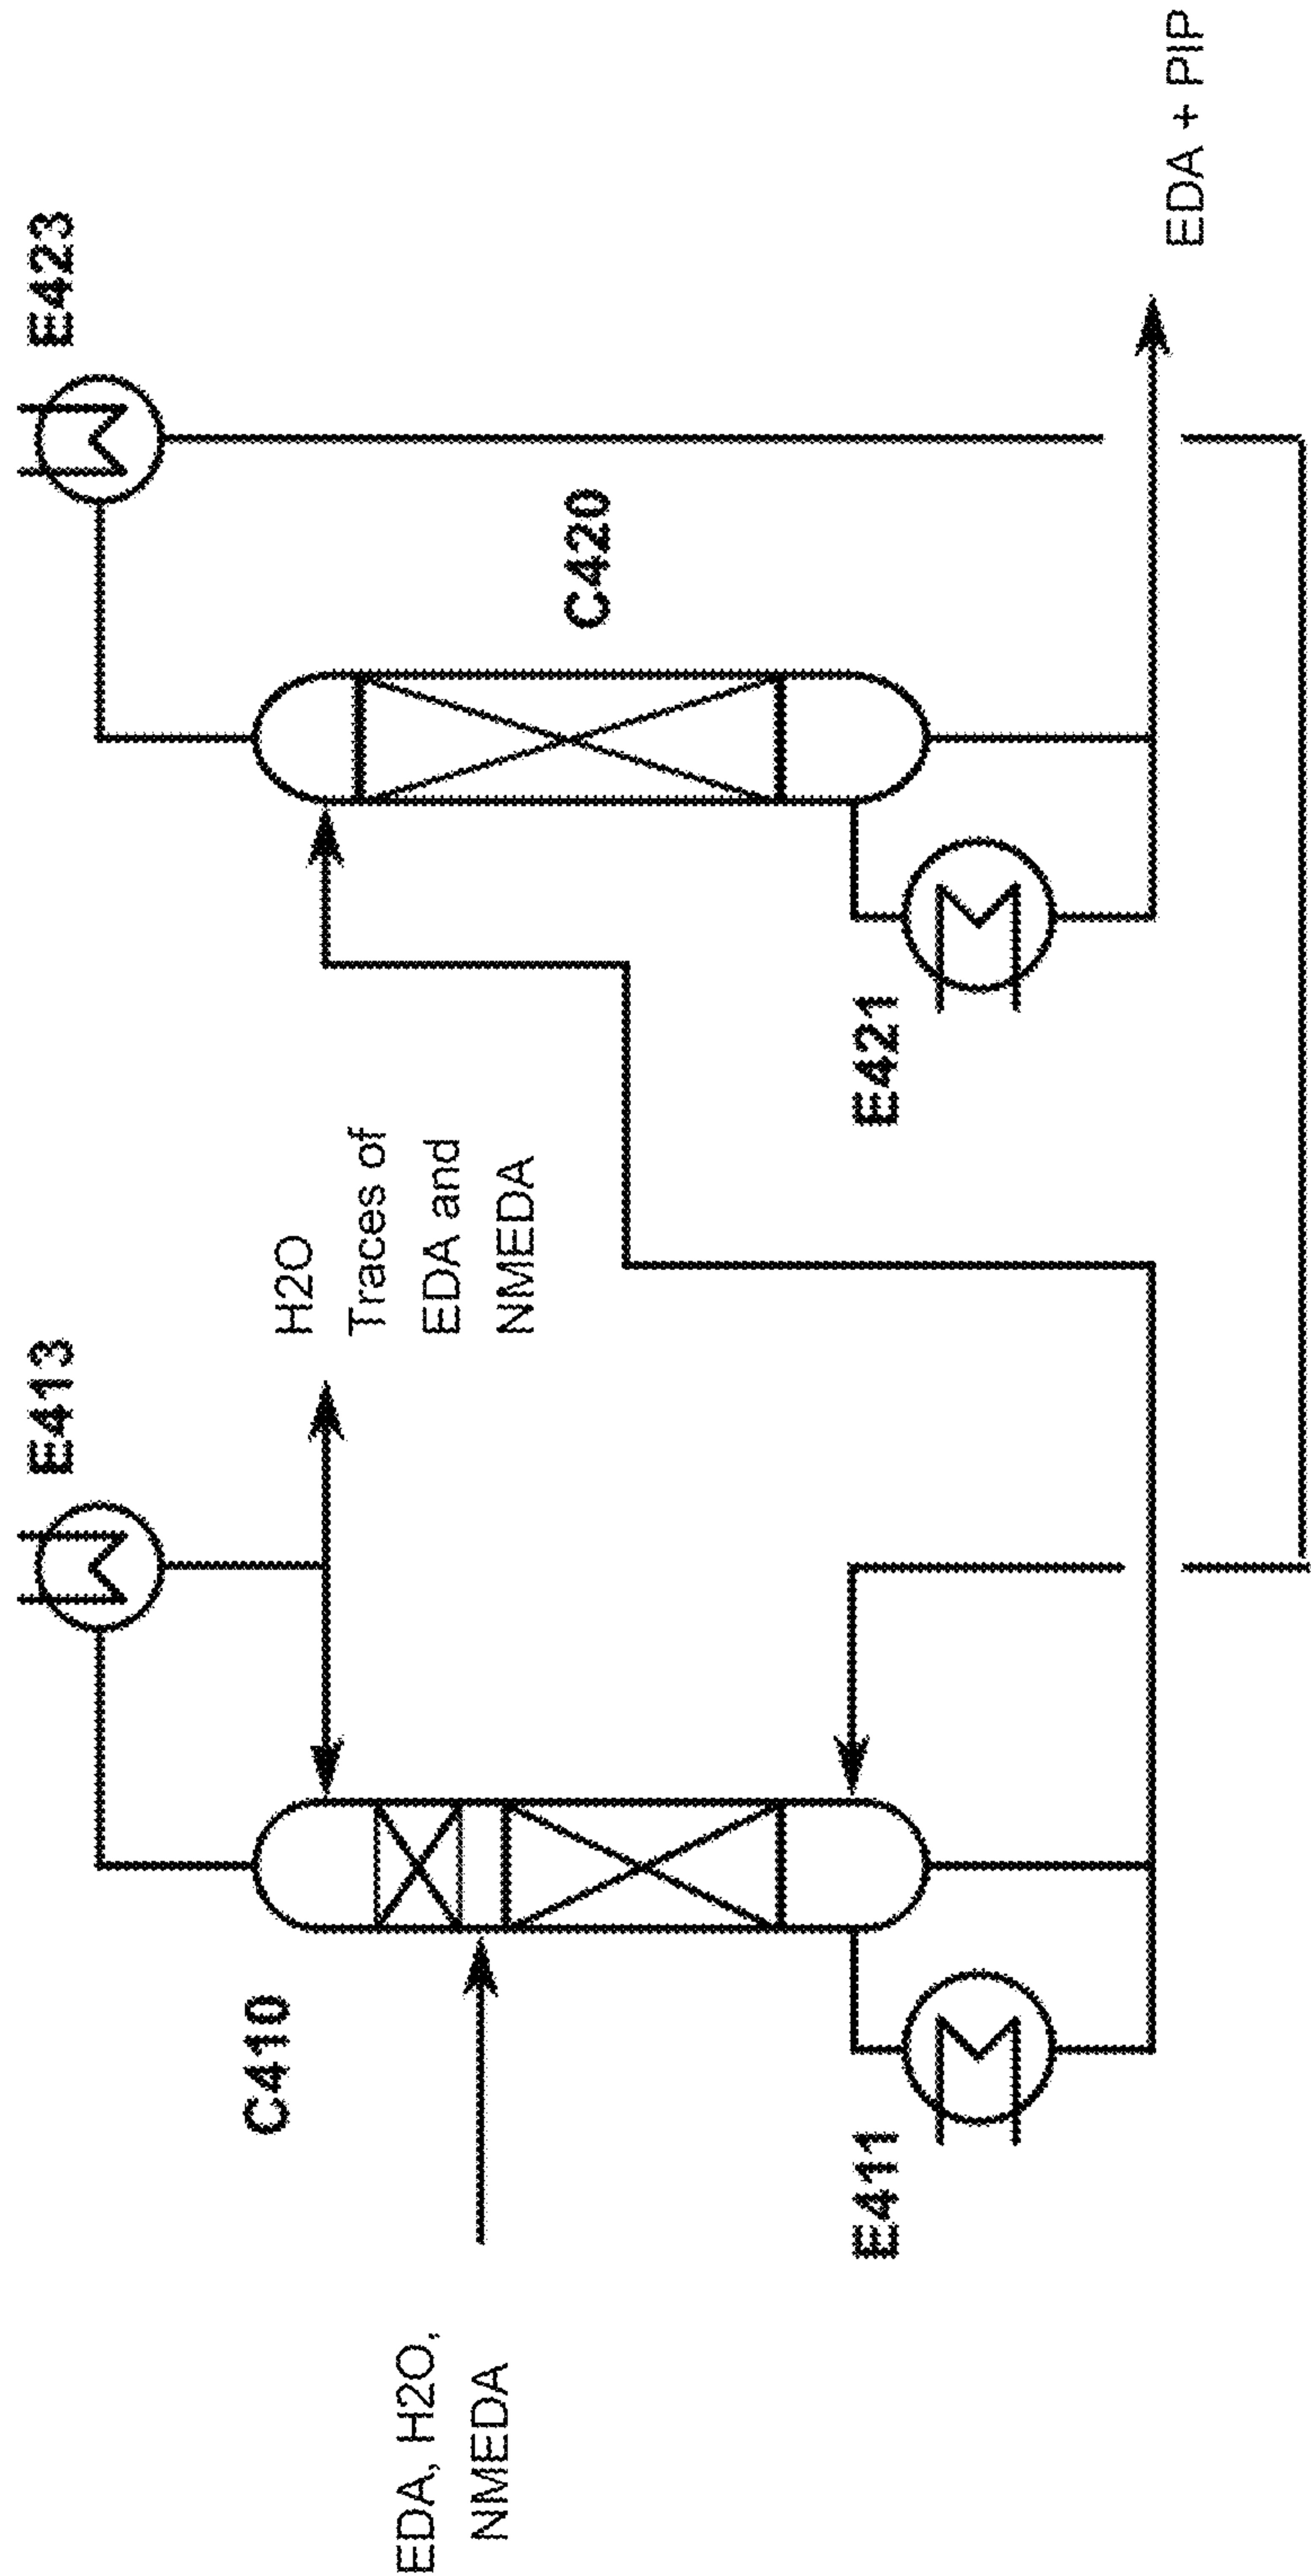 EDA, H2O,
NMEDA
C410
E411
E413
H2O
Traces of
EDA and
NMEDA
E421
C420
E423
EDA + PIP